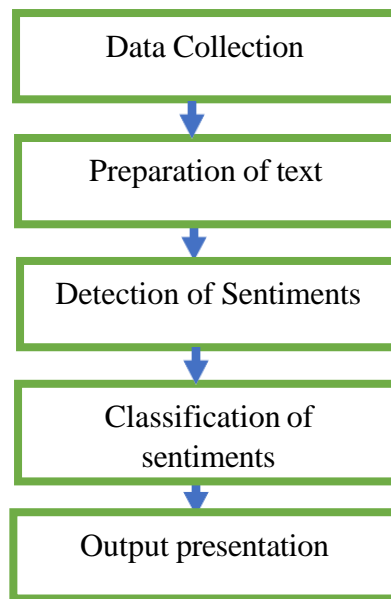 Data Collection
Preparation of text
Detection of Sentiments
Classification of
sentiments
Output presentation